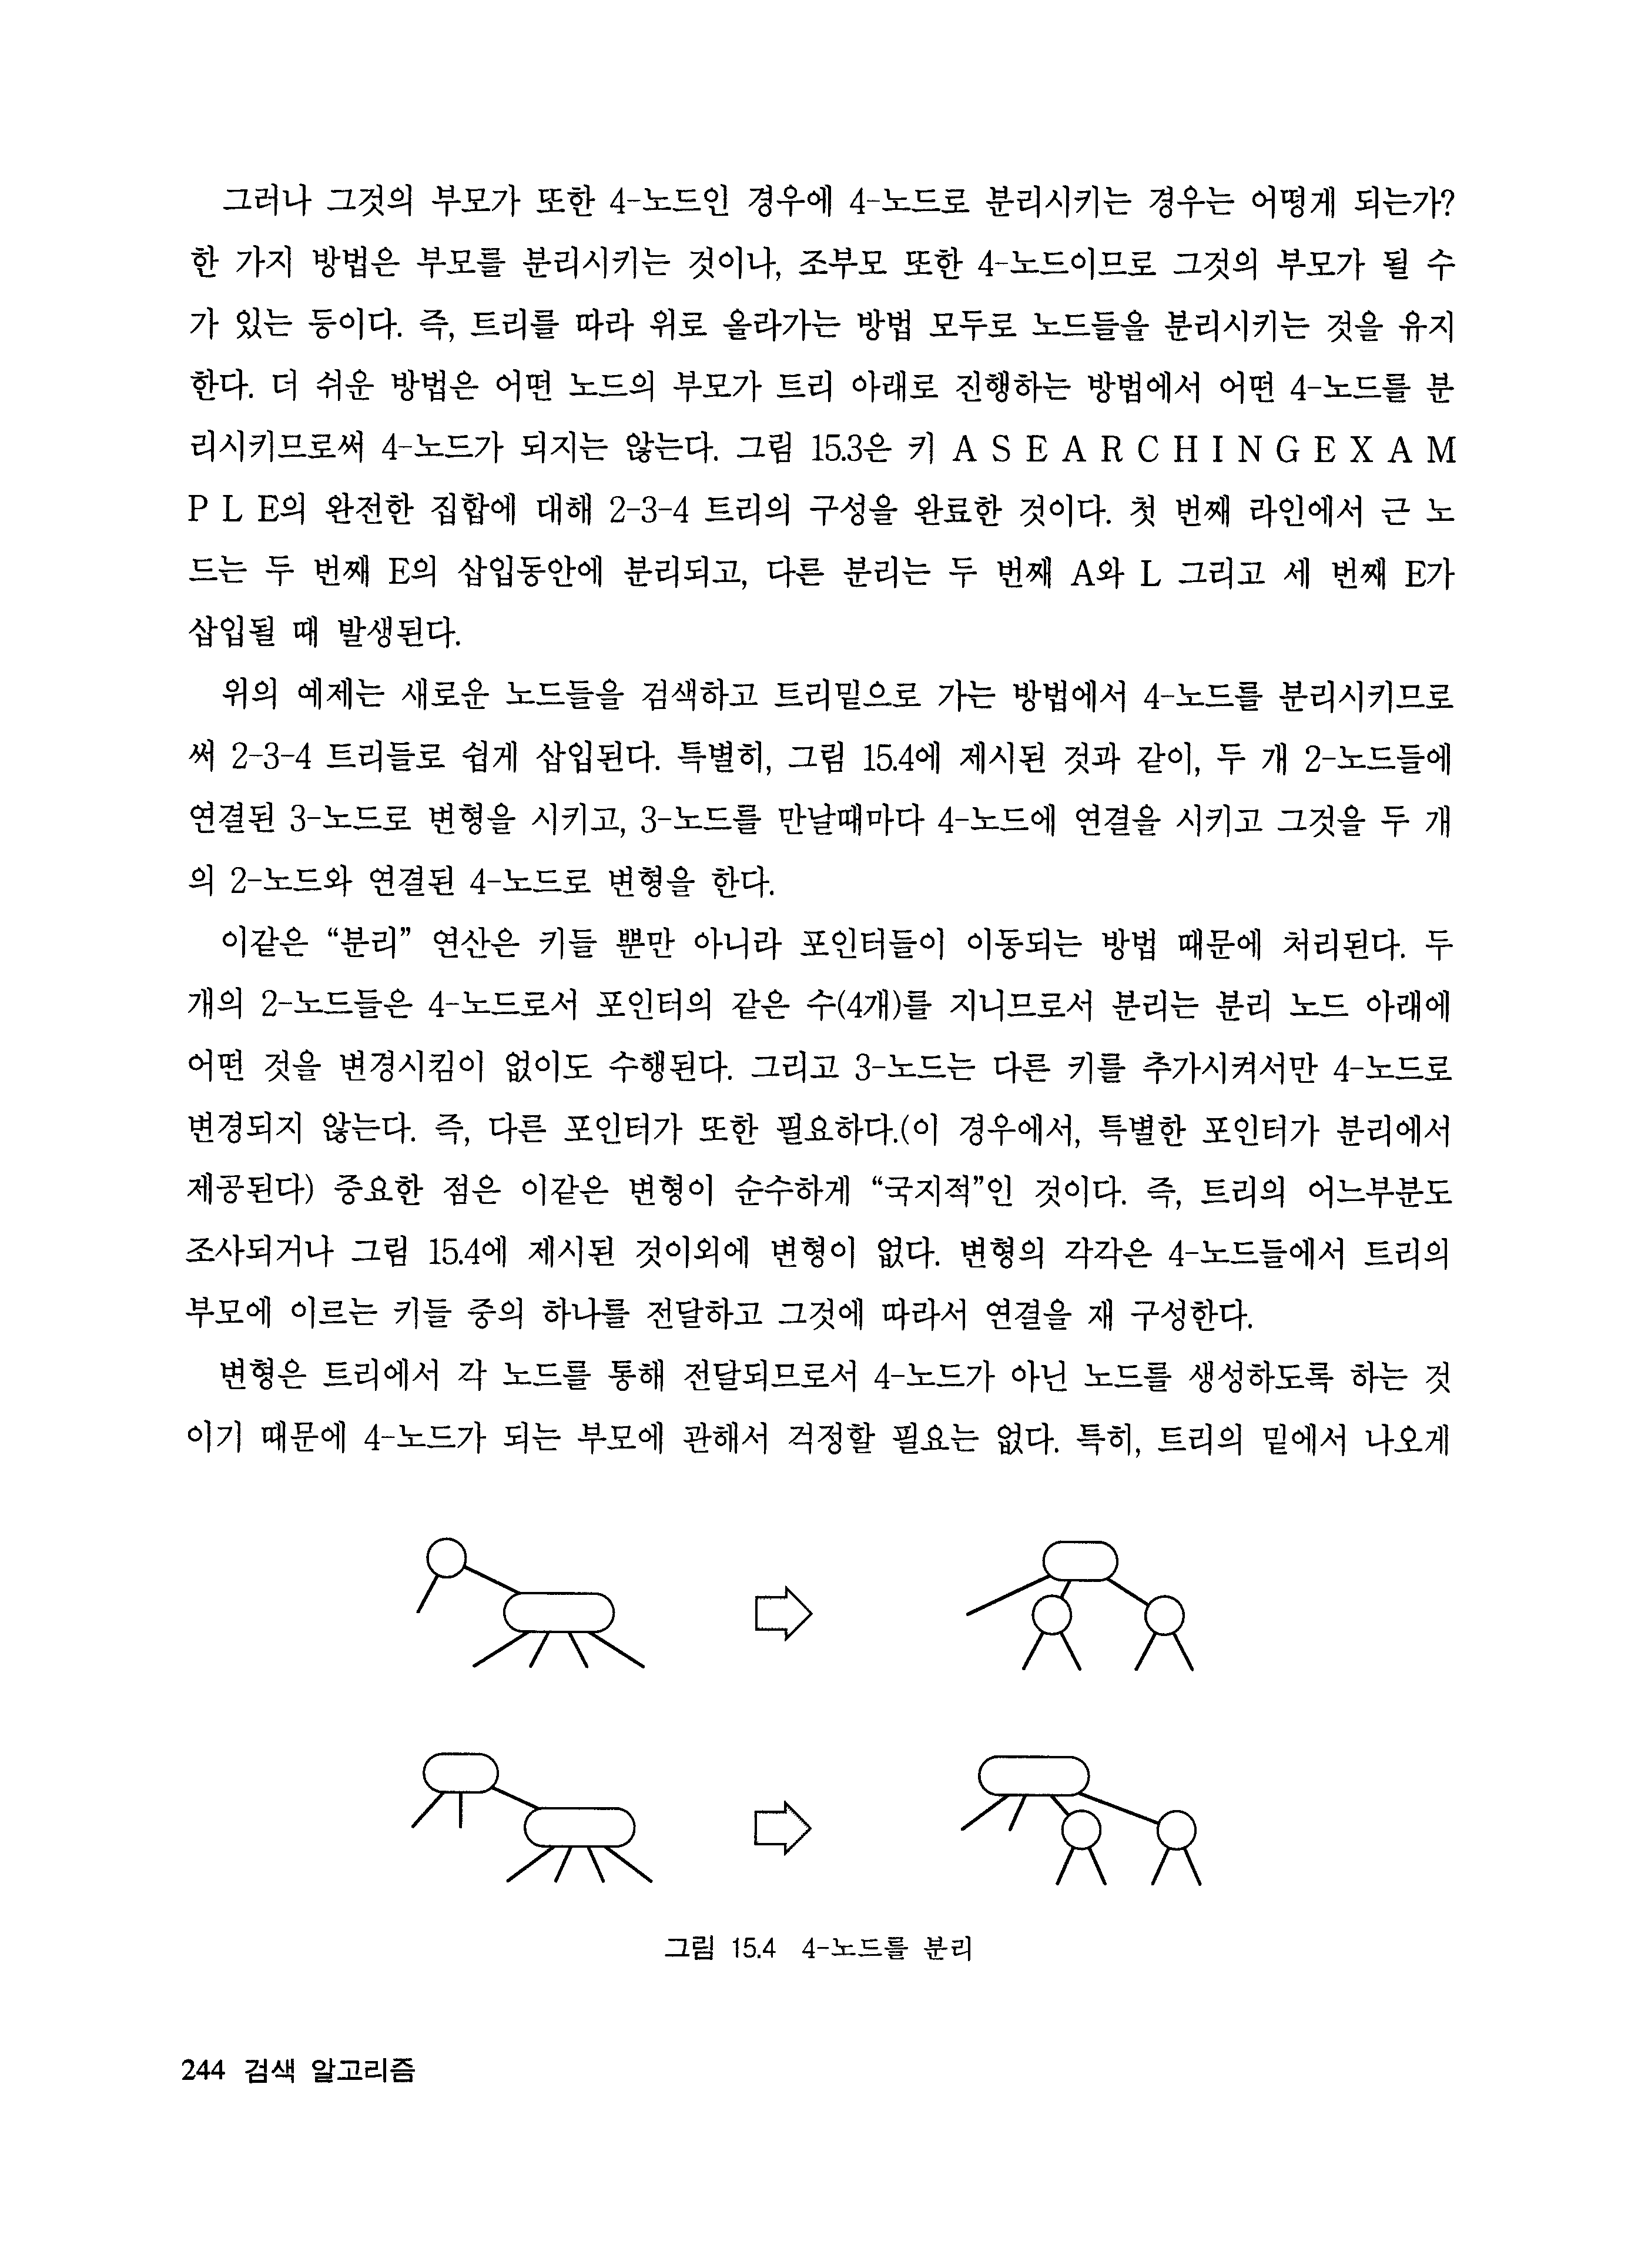 그러나 그것의 부모가 또한 4-노드인 경우에 4-노드로 분리시키는 경우는 어떻게 되는가?
한 가지 방법은 부모를 분리시키는 것이나, 조부모 또한 4-노드이므로 그것의 부모가 될 수
가 있는 등이다. 즉, 트리를 따라 위로 올라가는 방법 모두로 노드들을 분리시키는 것을 유지
한다. 더 쉬운 방법은 어떤 노드의 부모가 트리 아래로 진행하는 방법에서 어떤 4-노드를 분
리시키므로써 4-노드가 되지는 않는다. 그림 15.3은 키 A S E A R C H I N G E X A M
P L E의 완전한 집합에 대해 2-3-4 트리의 구성을 완료한 것이다. 첫 번째 라인에서 근 노
드는 두 번째 E의 삽입동안에 분리되고, 다른 분리는 두 번째 A와 L 그리고 세 번째 E가
삽입될 때 발생된다.
위의 예제는 새로운 노드들을 검색하고 트리밑으로 가는 방법에서 4-노드를 분리시키므로
써 2-3-4 트리들로 쉽게 삽입된다. 특별히, 그림 15.4에 제시된 것과 같이, 두 개 2-노드들에
연결된 3-노드로 변형을 시키고, 3-노드를 만날때마다 4-노드에 연결을 시키고 그것을 두 개
의 2-노드와 연결된 4-노드로 변형을 한다.
이같은 “분리” 연산은 키들 뿐만 아니라 포인터들이 이동되는 방법 때문에 처리된다. 두
개의 2-노드들은 4-노드로서 포인터의 같은 수(4개)를 지니므로서 분리는 분리 노드 아래에
어떤 것을 변경시킴이 없이도 수행된다. 그리고 3-노드는 다른 키를 추가시켜서만 4-노드로
변경되지 않는다. 즉, 다른 포인터가 또한 필요하다.(이 경우에서, 특별한 포인터가 분리에서
제공된다) 중요한 점은 이같은 변형이 순수하게 “국지적”인 것이다. 즉, 트리의 어느부분도
조사되거나 그림 15.4에 제시된 것이외에 변형이 없다. 변형의 각각은 4-노드들에서 트리의
부모에 이르는 키들 중의 하나를 전달하고 그것에 따라서 연결을 재 구성한다.
변형은 트리에서 각 노드를 통해 전달되므로서 4-노드가 아닌 노드를 생성하도록 하는 것
이기 때문에 4-노드가 되는 부모에 관해서 걱정할 필요는 없다. 특히, 트리의 밑에서 나오게
그림 15.4 4-노드를 분리
244 검색 알고리즘